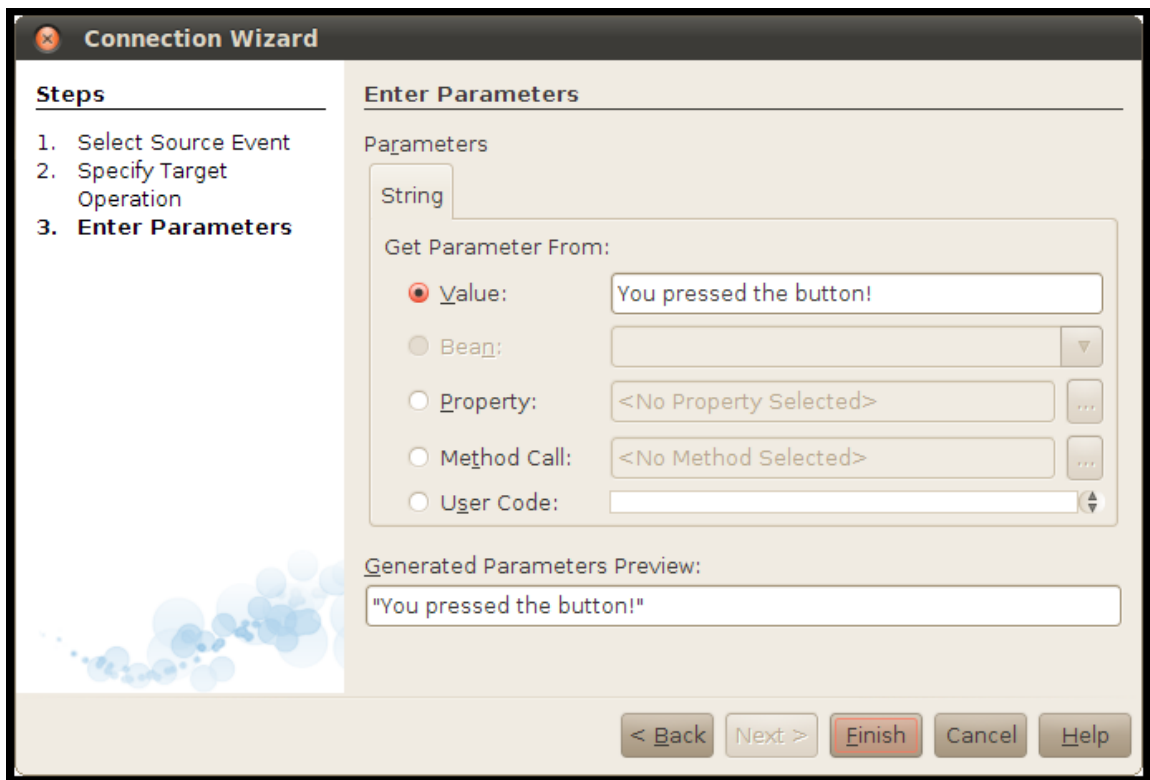 Connection Wizard
Steps
1. Select Source Event
2. Specify Target
Operation
3. Enter Parameters
Enter Parameters
Parameters
String
Get Parameter From:
Value: You pressed the button!
Bean:
Property: <No Property Selected> ...
Method Call: <No Method Selected> ...
User Code:
Generated Parameters Preview:
"You pressed the button!"
< Back Next > Finish Cancel Help